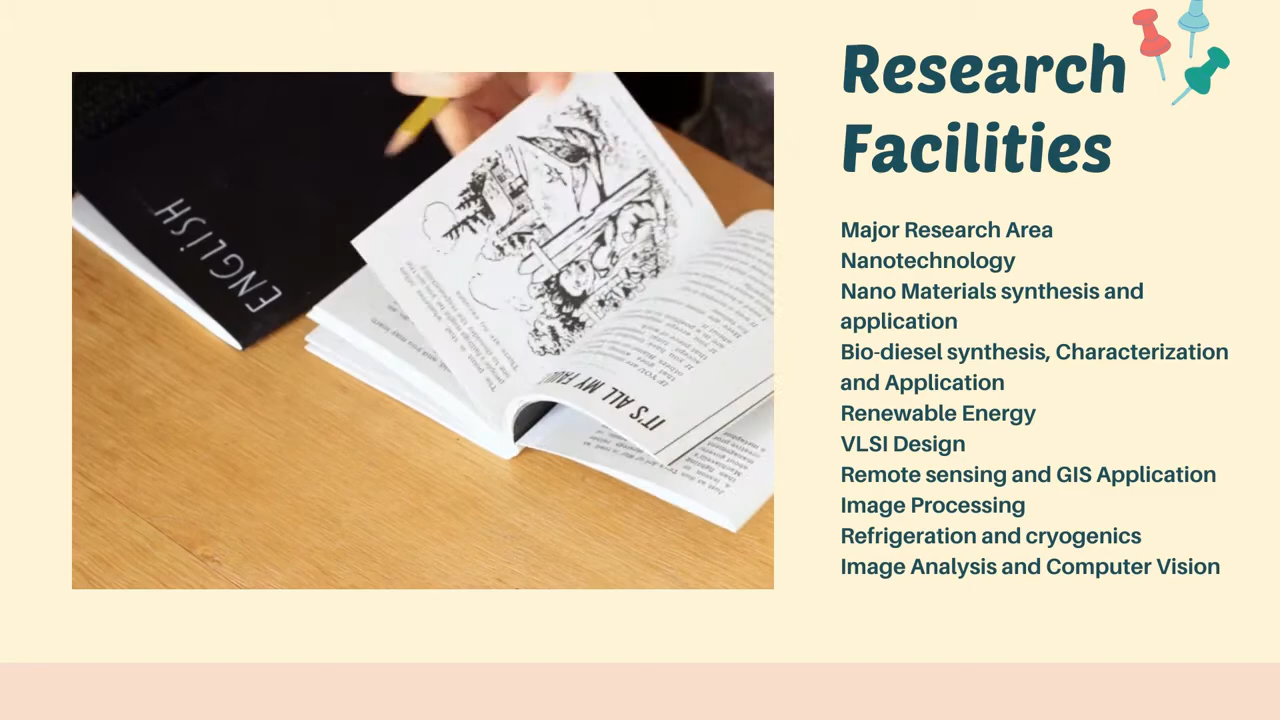 Research
Facilities
Major Research Area
Nanotechnology
Nano Materials synthesis and
application
Bio-diesel synthesis, Characterization
and Application
Renewable Energy
VLSI Design
Remote sensing and GIS Application
Image Processing
Refrigeration and cryogenics
Image Analysis and Computer Vision
ENGLiSH
IT'S ALL MY